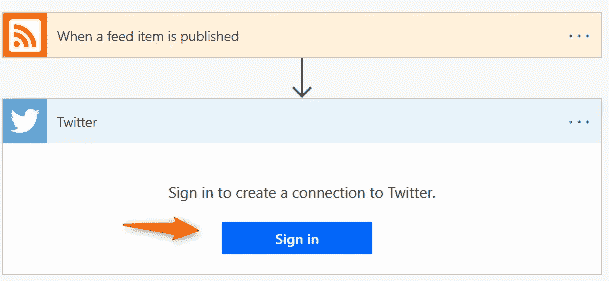 When a feed item is published
Twitter
Sign in to create a connection to Twitter.
Sign in